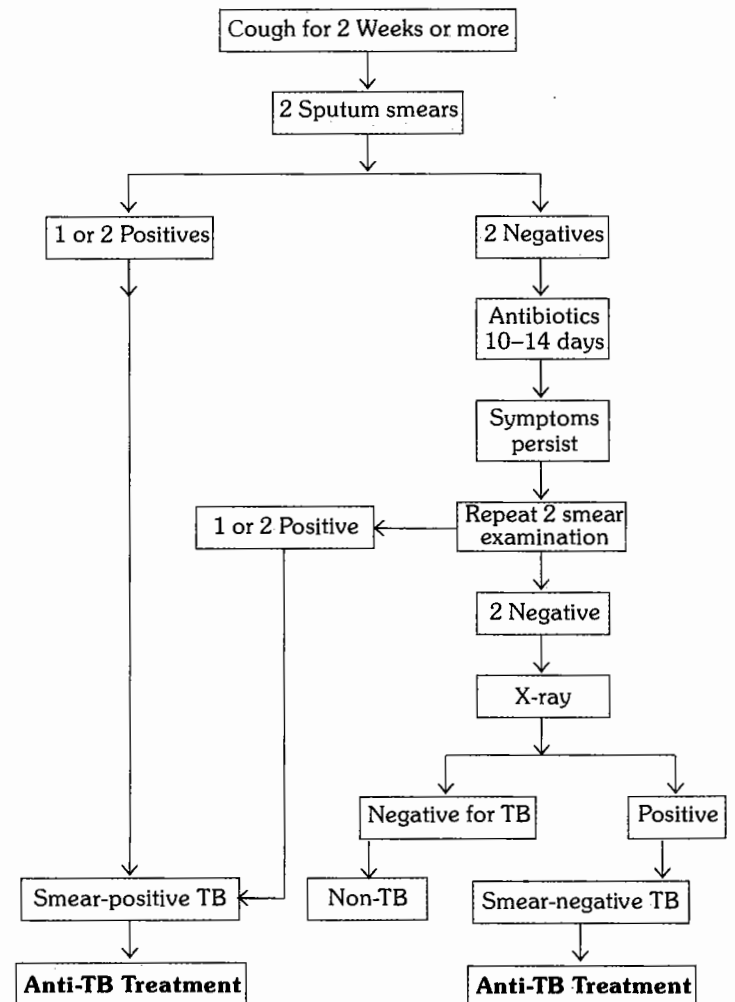 Cough for 2 Weeks or more
2 Sputum smears
1 or 2 Positives
2 Negatives
Antibiotics
10–14 days
Symptoms
persist
1 or 2 Positive
Repeat 2 smear
examination
2 Negative
X-ray
Negative for TB
Positive
Smear-positive TB
Non-TB
Smear-negative TB
Anti-TB Treatment
Anti-TB Treatment